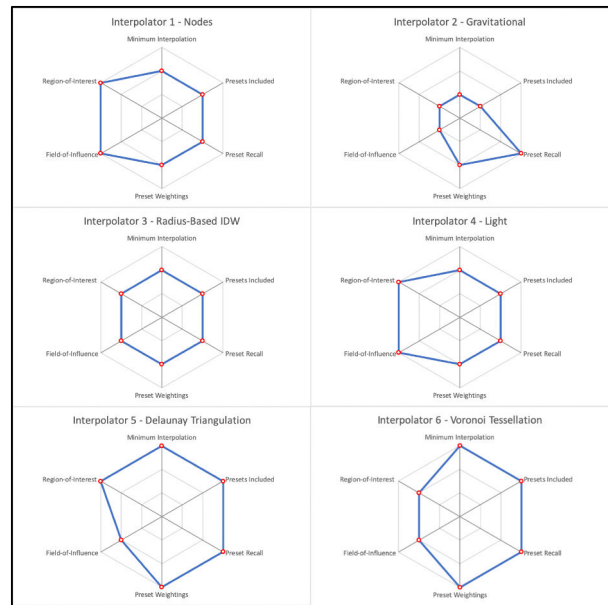 Interpolator 1 - Nodes
Minimum Interpolation
Region-of-Interest
Presets Included
Field-of-Influence
Preset Recall
Preset Weightings
Interpolator 2 - Gravitational
Minimum Interpolation
Region-of-Interest
Presets Included
Field-of-Influence
Preset Recall
Preset Weightings
Interpolator 3 - Radius-Based IDW
Minimum Interpolation
Region-of-Interest
Presets Included
Field-of-Influence
Preset Recall
Preset Weightings
Interpolator 4 - Light
Minimum Interpolation
Region-of-Interest
Presets Included
Field-of-Influence
Preset Recall
Preset Weightings
Interpolator 5 - Delaunay Triangulation
Minimum Interpolation
Region-of-Interest
Presets Included
Field-of-Influence
Preset Recall
Preset Weightings
Interpolator 6 - Voronoi Tessellation
Minimum Interpolation
Region-of-Interest
Presets Included
Field-of-Influence
Preset Recall
Preset Weightings